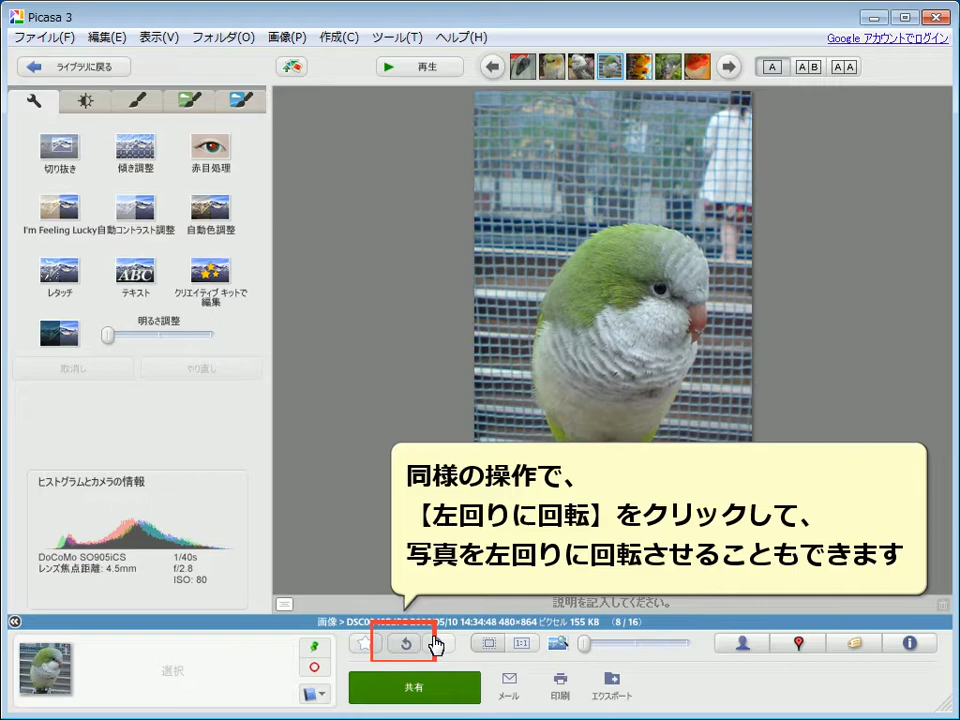 Picasa 3
ファイル(F) 編集(E) 表示(V) フォルダ(O) 画像(P) 作成(C) ツール(T) ヘルプ(H)
Google アカウントでログイン
ライブラリに戻る
再生
A
A B
A A
切り抜き
傾き調整
赤目処理
I'm Feeling Lucky
自動コントラスト調整
自動色調整
レタッチ
ABC
テキスト
クリエイティブ キットで
編集
明るさ調整
取消し
やり直し
同様の操作で、
【左回りに回転】をクリックして、
写真を左回りに回転させることもできます
ヒストグラムとカメラの情報
DoCoMo SO905iCS 1/40s
レンズ焦点距離: 4.5mm f/2.8
ISO: 80
説明を記入してください。
画像 > 14:34:48 480×864 ピクセル 155 KB (8 / 16)
選択
1:1
共有
メール
印刷
エクスポート